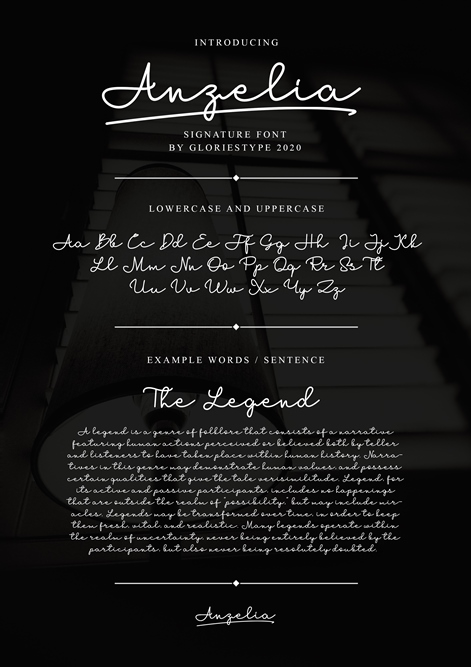 INTRODUCING
Anzelia
SIGNATURE FONT
BY GLORIESTYPE 2020
LOWERCASE AND UPPERCASE
Aa Bb Cc Dd Ee Ff Gg Hh Ii Jj Kk
Ll Mm Nn Oo Pp Qq Rr Ss Tt
Uu Vv Ww Xx Yy Zz
EXAMPLE WORDS / SENTENCE
The Legend
A legend is a genre of folklore that consists of a narrative
featuring human actions perceived or believed both by teller
and listeners to have taken place within human history. Narra-
tives in this genre may demonstrate human values, and possess
certain qualities that give the tale verisimilitude. Legend, for
its active and passive participants, includes no happenings
that are outside the realm of "possibility" but may include mir-
acles. Legends may be transformed over time, in order to keep
them fresh, vital, and realistic. Many legends operate within
the realm of uncertainty, never being entirely believed by the
participants, but also never being resolutely doubted.
Anzelia